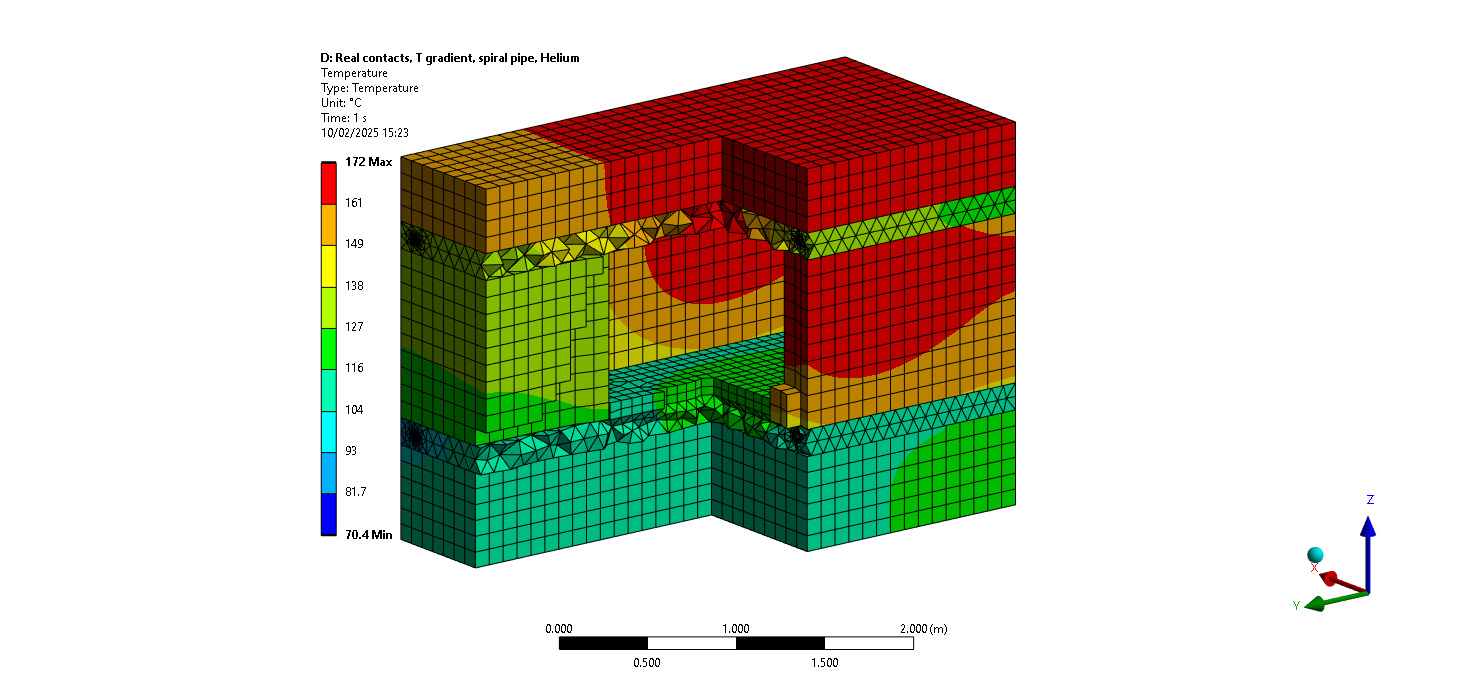 D: Real contacts, T gradient, spiral pipe, Helium
Temperature
Type: Temperature
Unit: °C
Time: 1 s
10/02/2025 15:23
172 Max
161
149
138
127
116
104
93
81.7
70.4 Min
0.000 1.000 2.000 (m)
0.500 1.500
Z
X
Y